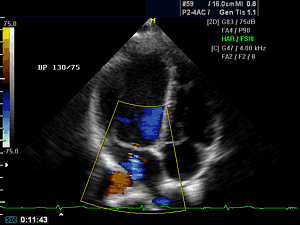 #59 / 16.0cm MI 0.8
P2-4AC / Gen TIs 1.1
[2D] G83 / 75dB
FA4 / P90
HAR / FSI0
[C] G47 / 4.00 kHz
FA2 / F2 / 8
75.0
BP 130/75
-75.0
0:11:43